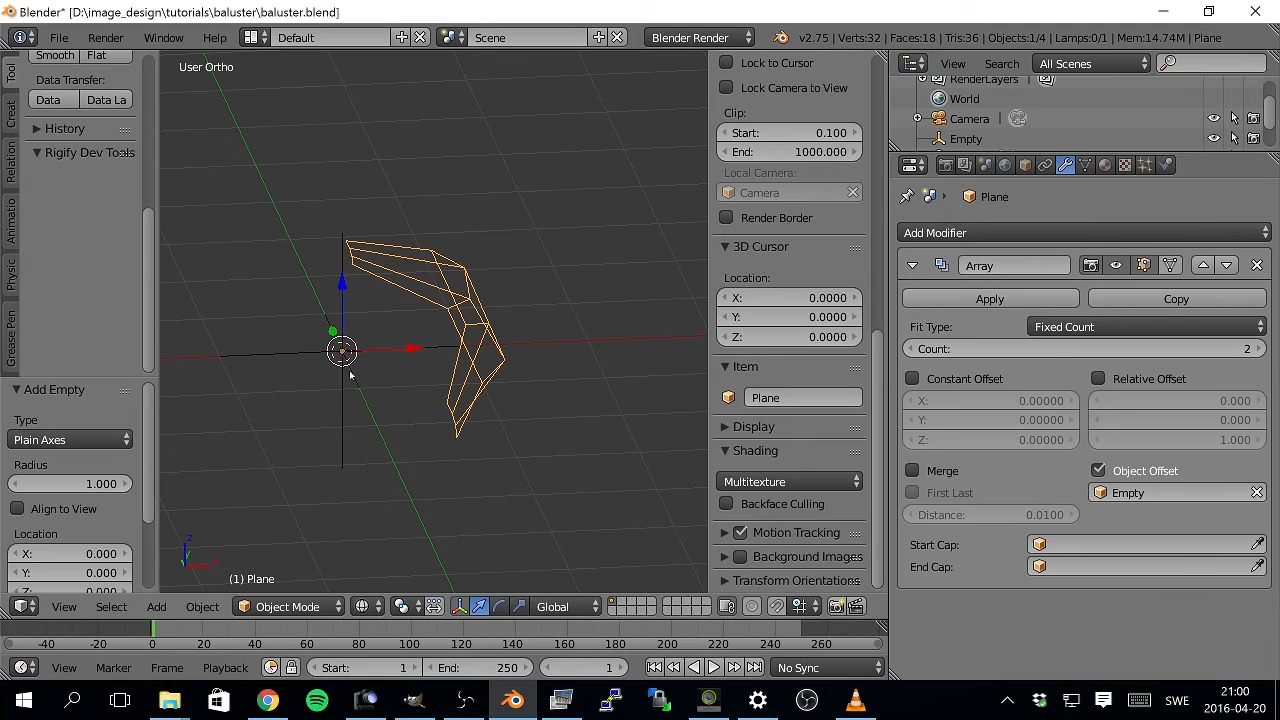 Blender* [D:\image_design\tutorials\baluster\baluster.blend]
File Render Window Help Default Scene Blender Render v2.75 | Verts:32 | Faces:18 | Tris:36 | Objects:1/4 | Lamps:0/1 | Mem:14.74M | Plane
Smooth Flat
Data Transfer:
Data Data La
History
Rigify Dev Tools
Tool
Creat
Relation
Animatio
Physic
Grease Pen
Add Empty
Type
Plain Axes
Radius
1.000
Align to View
Location
X: 0.000
Y: 0.000
User Ortho
z
y
x
(1) Plane
Lock to Cursor
Lock Camera to View
Clip:
Start: 0.100
End: 1000.000
Local Camera:
Camera
Render Border
3D Cursor
Location:
X: 0.0000
Y: 0.0000
Z: 0.0000
Item
Plane
Display
Shading
Multitexture
Backface Culling
Motion Tracking
Background Images
Transform Orientations
View Search All Scenes
RenderLayers
World
Camera
Empty
Plane
Add Modifier
Array
Apply Copy
Fit Type: Fixed Count
Count: 2
Constant Offset Relative Offset
X: 0.00000 0.000
Y: 0.00000 0.000
Z: 0.00000 1.000
Merge Object Offset
First Last Empty
Distance: 0.0100
Start Cap:
End Cap:
View Select Add Object Object Mode Global
-40 -20 0 20 40 60 80 100 120 140 160 180 200 220 240 260
View Marker Frame Playback Start: 1 End: 250 1 No Sync
SWE
21:00
2016-04-20